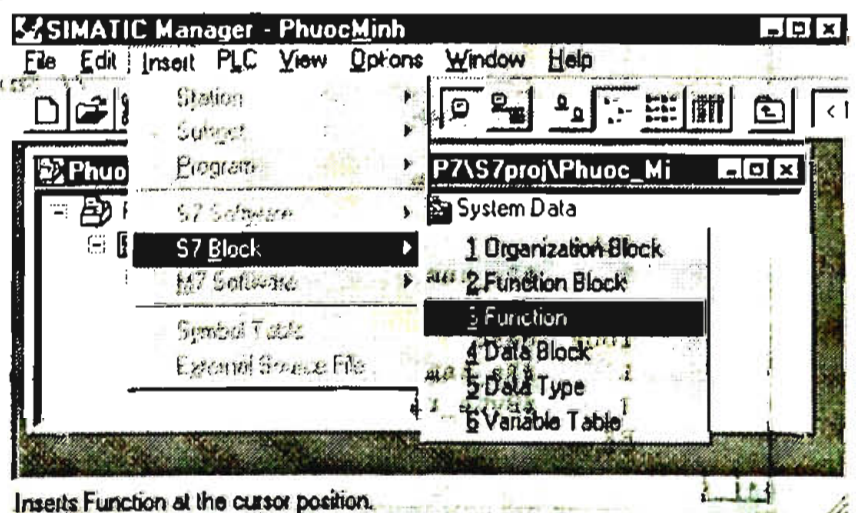 SIMATIC Manager - PhuocMinh
File Edit Insert PLC View Options Window Help
Station
Subnet
Program
Phuo
P7\S7proj\Phuoc_Mi
S7 Software
System Data
S7 Block
1 Organization Block
M7 Software
2 Function Block
3 Function
Symbol Table
4 Data Block
External Source File
5 Data Type
6 Variable Table
Inserts Function at the cursor position.